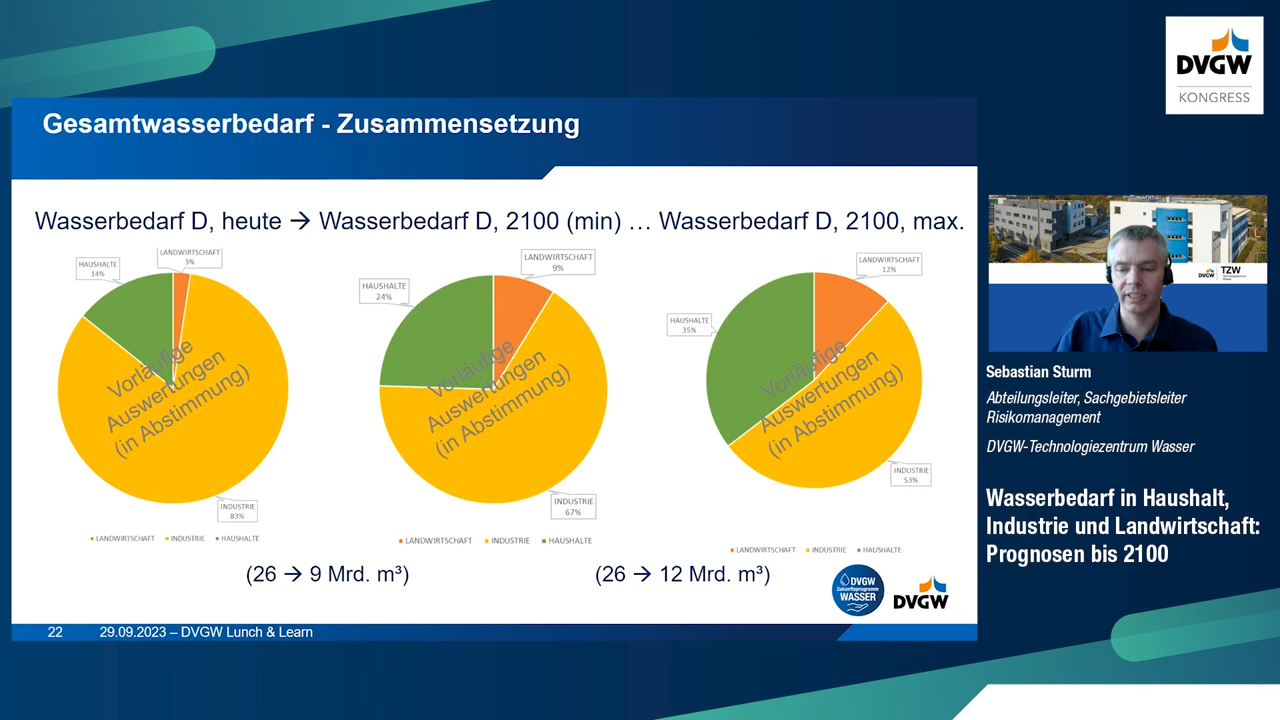 DVGW
KONGRESS
Gesamtwasserbedarf - Zusammensetzung
Wasserbedarf D, heute → Wasserbedarf D, 2100 (min) … Wasserbedarf D, 2100, max.
HAUSHALTE
14%
LANDWIRTSCHAFT
3%
Vorläufige
Auswertungen
(in Abstimmung)
INDUSTRIE
83%
LANDWIRTSCHAFT INDUSTRIE HAUSHALTE
HAUSHALTE
24%
LANDWIRTSCHAFT
9%
Vorläufige
Auswertungen
(in Abstimmung)
INDUSTRIE
67%
LANDWIRTSCHAFT INDUSTRIE HAUSHALTE
HAUSHALTE
35%
LANDWIRTSCHAFT
12%
Vorläufige
Auswertungen
(in Abstimmung)
INDUSTRIE
53%
LANDWIRTSCHAFT INDUSTRIE HAUSHALTE
(26 → 9 Mrd. m³)
(26 → 12 Mrd. m³)
DVGW
Zukunftsprogramm
WASSER
DVGW
22 29.09.2023 – DVGW Lunch & Learn
DVGW TZW
Sebastian Sturm
Abteilungsleiter, Sachgebietsleiter
Risikomanagement
DVGW-Technologiezentrum Wasser
Wasserbedarf in Haushalt,
Industrie und Landwirtschaft:
Prognosen bis 2100